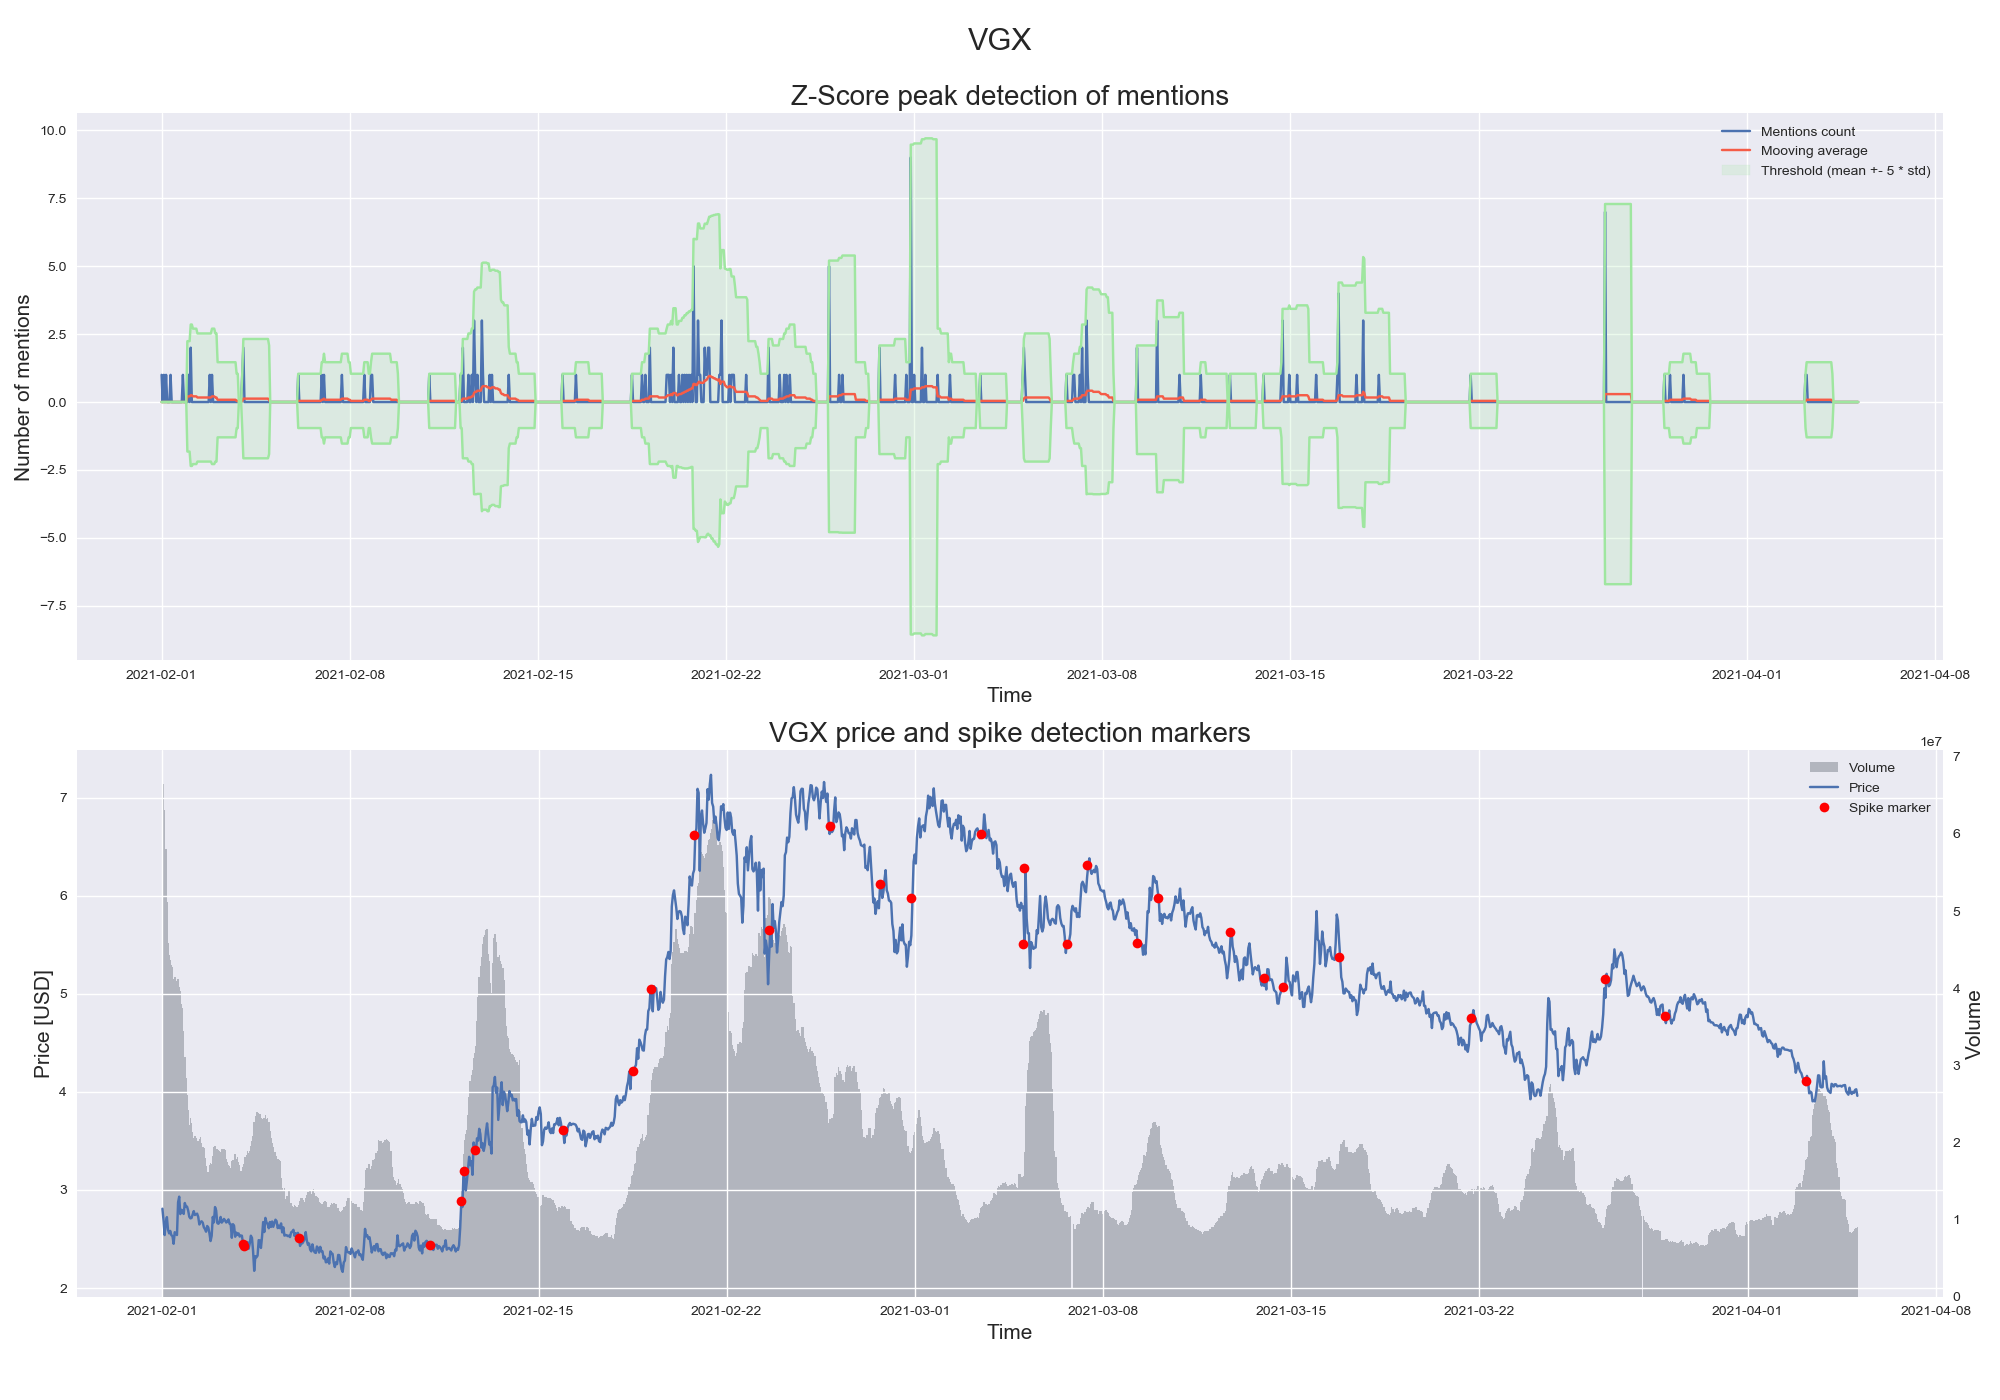 VGX
Z-Score peak detection of mentions
Mentions count
Mooving average
Threshold (mean +- 5 * std)
Number of mentions
10.0
7.5
5.0
2.5
0.0
−2.5
−5.0
−7.5
2021-02-01 2021-02-08 2021-02-15 2021-02-22 2021-03-01 2021-03-08 2021-03-15 2021-03-22 2021-04-01 2021-04-08
Time
VGX price and spike detection markers
1e7
Volume
Price
Spike marker
Price [USD]
7
6
5
4
3
2
7
6
5
4
3
2
1
0
Volume
2021-02-01 2021-02-08 2021-02-15 2021-02-22 2021-03-01 2021-03-08 2021-03-15 2021-03-22 2021-04-01 2021-04-08
Time